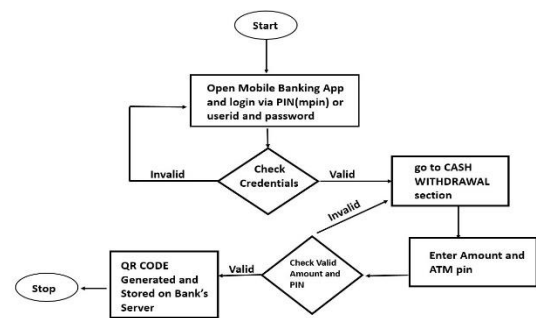 Start
Open Mobile Banking App
and login via PIN(mpin) or
userid and password
Invalid
Check
Credentials
Valid
go to CASH
WITHDRAWAL
section
Invalid
Enter Amount and
ATM pin
Check Valid
Amount and
PIN
Valid
QR CODE
Generated and
Stored on Bank's
Server
Stop